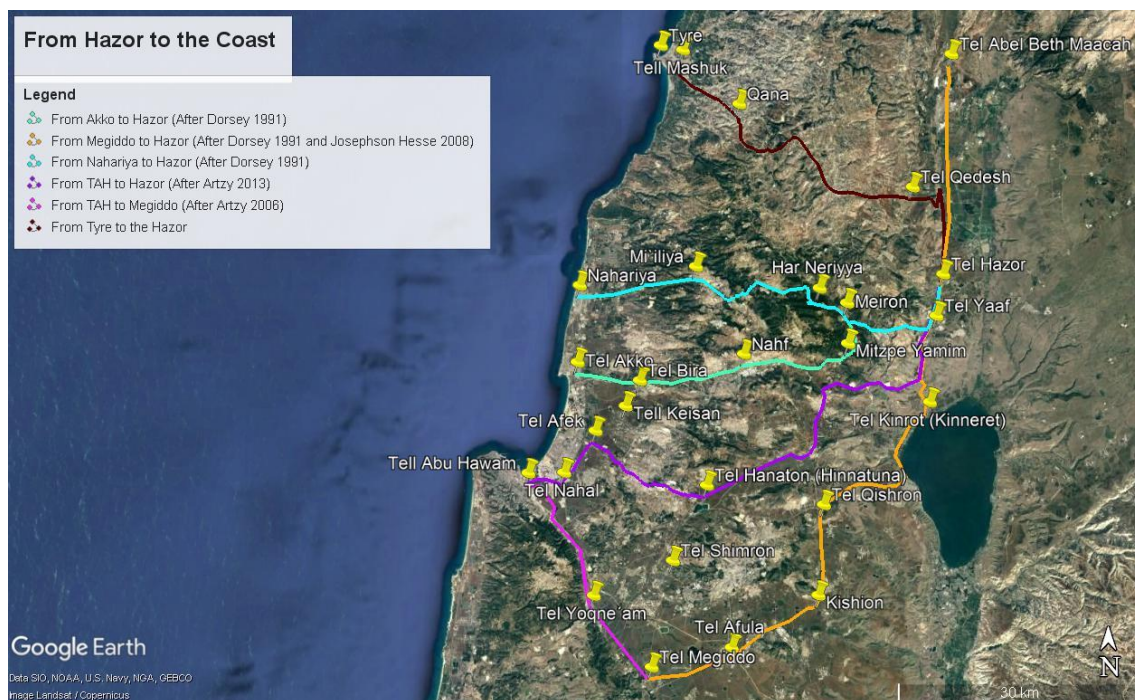 From Hazor to the Coast
Legend
From Akko to Hazor (After Dorsey 1991)
From Megiddo to Hazor (After Dorsey 1991 and Josephson Hesse 2008)
From Nahariya to Hazor (After Dorsey 1991)
From TAH to Hazor (After Artzy 2013)
From TAH to Megiddo (After Artzy 2006)
From Tyre to the Hazor
Tyre
Tel Abel Beth Maacah
Tell Mashuk
Qana
Tel Qedesh
Mi'iliya
Har Neriyya
Tel Hazor
Nahariya
Meiron
Tel Yaaf
Nahf
Mitzpe Yamim
Tel Akko
Tel Bira
Tell Keisan
Tel Afek
Tel Kinrot (Kinneret)
Tell Abu Hawam
Tel Nahal
Tel Hanaton (Hinnatuna)
Tel Qishron
Tel Shimron
Tel Yoqne'am
Kishion
Tel Afula
Tel Megiddo
Google Earth
Data SIO, NOAA, U.S. Navy, NGA, GEBCO
Image Landsat / Copernicus
N
30 km